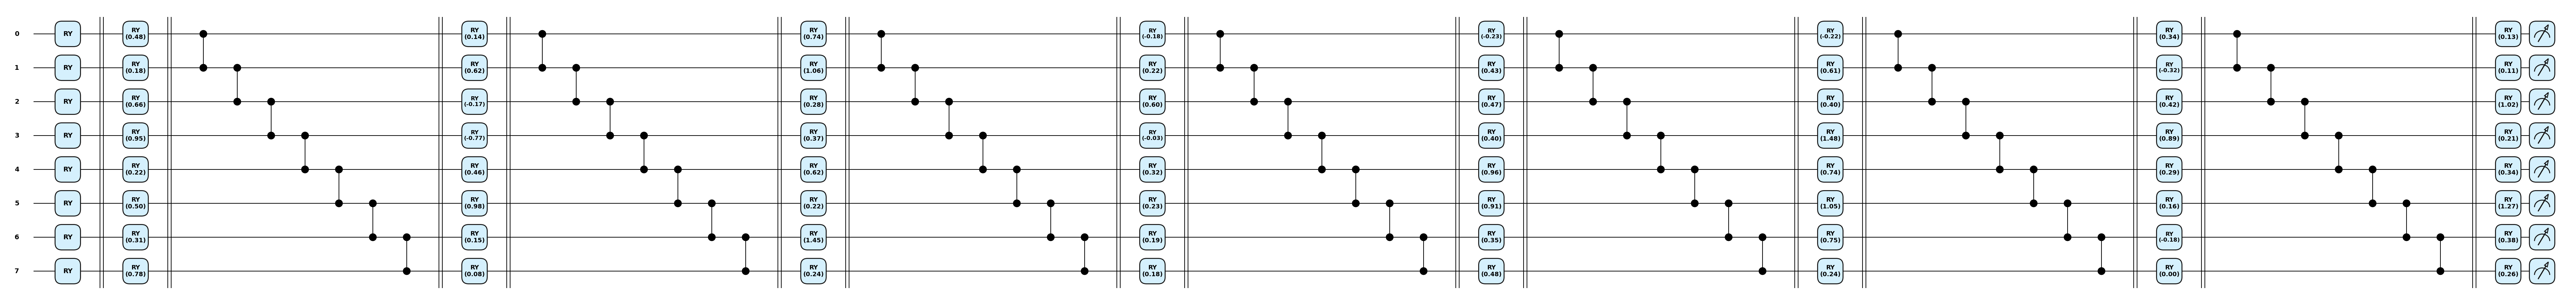 0 RY RY (0.48) RY (0.14) RY (0.74) RY (-0.18) RY (-0.23) RY (-0.22) RY (0.34) RY (0.13)
1 RY RY (0.18) RY (0.62) RY (1.06) RY (0.22) RY (0.43) RY (0.61) RY (-0.32) RY (0.11)
2 RY RY (0.66) RY (-0.17) RY (0.28) RY (0.60) RY (0.47) RY (0.40) RY (0.42) RY (1.02)
3 RY RY (0.95) RY (-0.77) RY (0.37) RY (-0.03) RY (0.40) RY (1.48) RY (0.89) RY (0.21)
4 RY RY (0.22) RY (0.46) RY (0.62) RY (0.32) RY (0.96) RY (0.74) RY (0.29) RY (0.34)
5 RY RY (0.50) RY (0.98) RY (0.22) RY (0.23) RY (0.91) RY (1.05) RY (0.16) RY (1.27)
6 RY RY (0.31) RY (0.15) RY (1.45) RY (0.19) RY (0.35) RY (0.75) RY (-0.18) RY (0.38)
7 RY RY (0.78) RY (0.08) RY (0.24) RY (0.18) RY (0.48) RY (0.24) RY (0.00) RY (0.26)